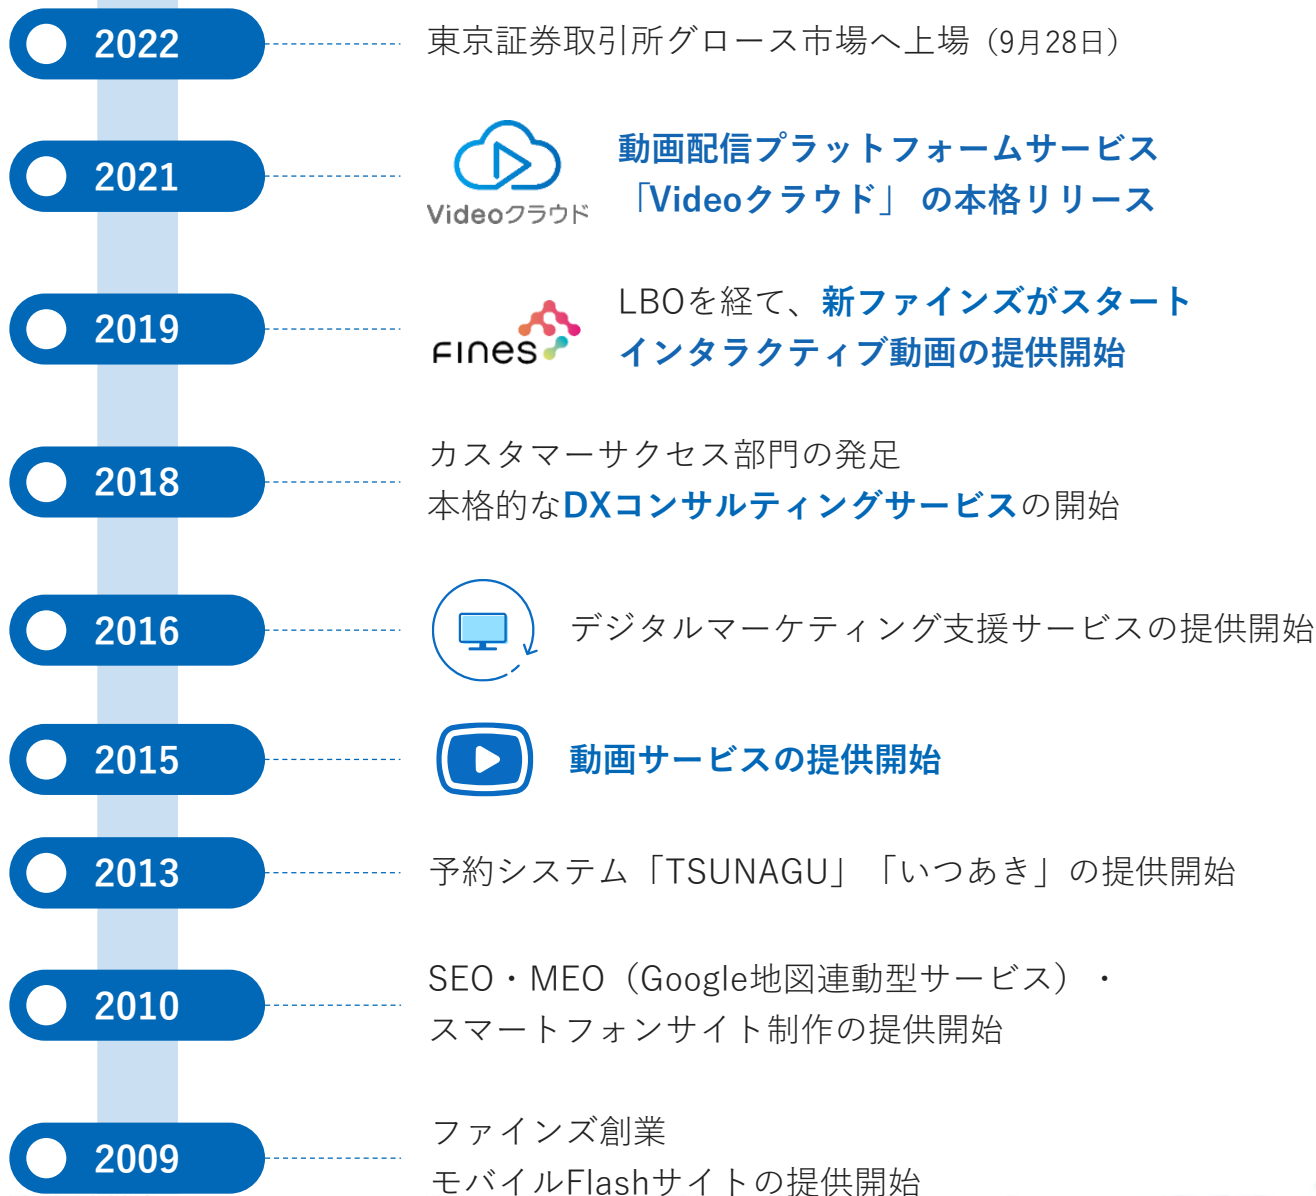 2022
東京証券取引所グロース市場へ上場（9月28日）
2021
Videoクラウド
動画配信プラットフォームサービス
「Videoクラウド」 の本格リリース
2019
FINES
LBOを経て、新ファインズがスタート
インタラクティブ動画の提供開始
2018
カスタマーサクセス部門の発足
本格的なDXコンサルティングサービスの開始
2016
デジタルマーケティング支援サービスの提供開始
2015
動画サービスの提供開始
2013
予約システム「TSUNAGU」「いつあき」の提供開始
2010
SEO・MEO（Google地図連動型サービス）・
スマートフォンサイト制作の提供開始
2009
ファインズ創業
モバイルFlashサイトの提供開始